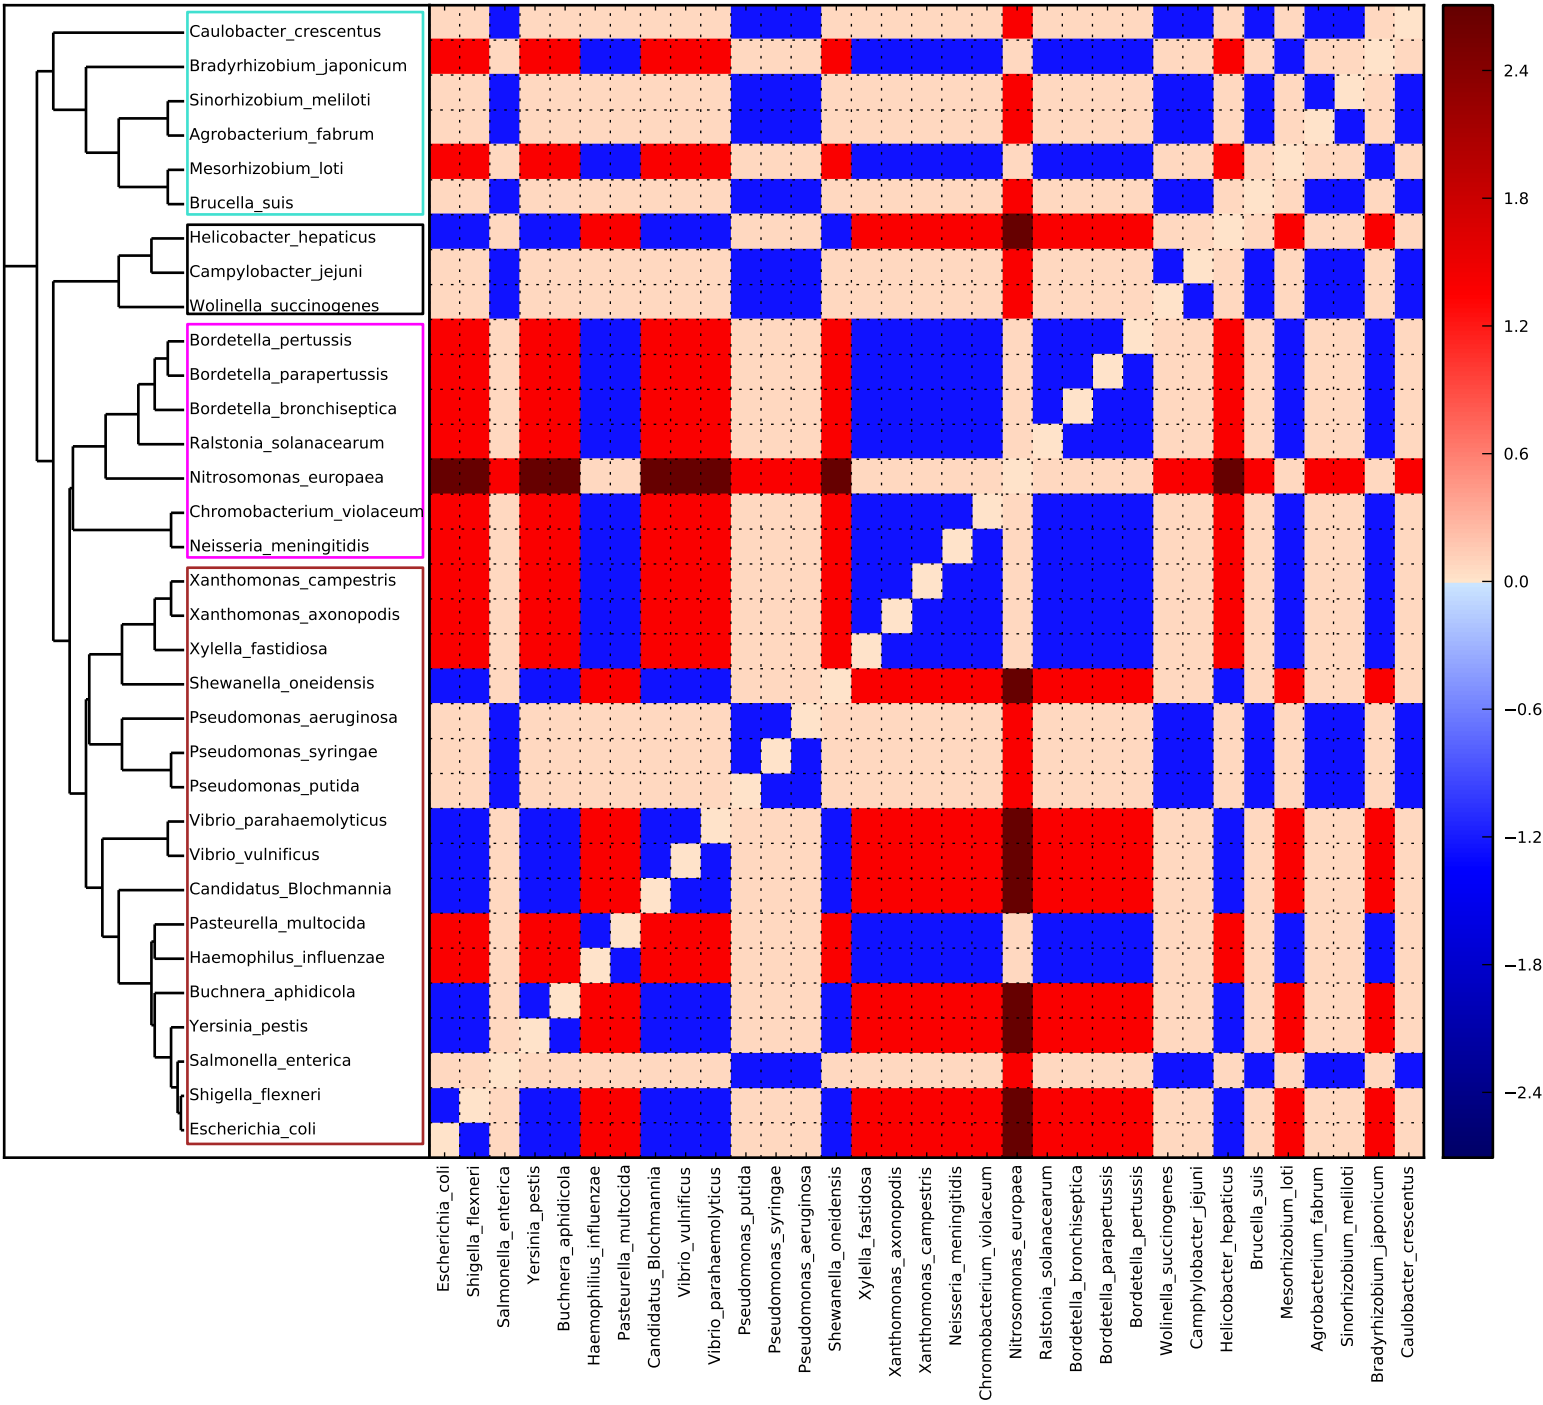 Caulobacter_crescentus
Bradyrhizobium_japonicum
Sinorhizobium_meliloti
Agrobacterium_fabrum
Mesorhizobium_loti
Brucella_suis
Helicobacter_hepaticus
Campylobacter_jejuni
Wolinella_succinogenes
Bordetella_pertussis
Bordetella_parapertussis
Bordetella_bronchiseptica
Ralstonia_solanacearum
Nitrosomonas_europaea
Chromobacterium_violaceum
Neisseria_meningitidis
Xanthomonas_campestris
Xanthomonas_axonopodis
Xylella_fastidiosa
Shewanella_oneidensis
Pseudomonas_aeruginosa
Pseudomonas_syringae
Pseudomonas_putida
Vibrio_parahaemolyticus
Vibrio_vulnificus
Candidatus_Blochmannia
Pasteurella_multocida
Haemophilus_influenzae
Buchnera_aphidicola
Yersinia_pestis
Salmonella_enterica
Shigella_flexneri
Escherichia_coli
Escherichia_coli
Shigella_flexneri
Salmonella_enterica
Yersinia_pestis
Buchnera_aphidicola
Haemophilius_influenzae
Pasteurella_multocida
Candidatus_Blochmannia
Vibrio_vulnificus
Vibrio_parahaemolyticus
Pseudomonas_putida
Pseudomonas_syringae
Pseudomonas_aeruginosa
Shewanella_oneidensis
Xylella_fastidosa
Xanthomonas_axonopodis
Xanthomonas_campestris
Neisseria_meningitidis
Chromobacterium_violaceum
Nitrosomonas_europaea
Ralstonia_solanacearum
Bordetella_bronchiseptica
Bordetella_parapertussis
Bordetella_pertussis
Wolinella_succinogenes
Camphylobacter_jejuni
Helicobacter_hepaticus
Brucella_suis
Mesorhizobium_loti
Agrobacterium_fabrum
Sinorhizobium_meliloti
Bradyrhizobium_japonicum
Caulobacter_crescentus
2.4
1.8
1.2
0.6
0.0
−0.6
−1.2
−1.8
−2.4